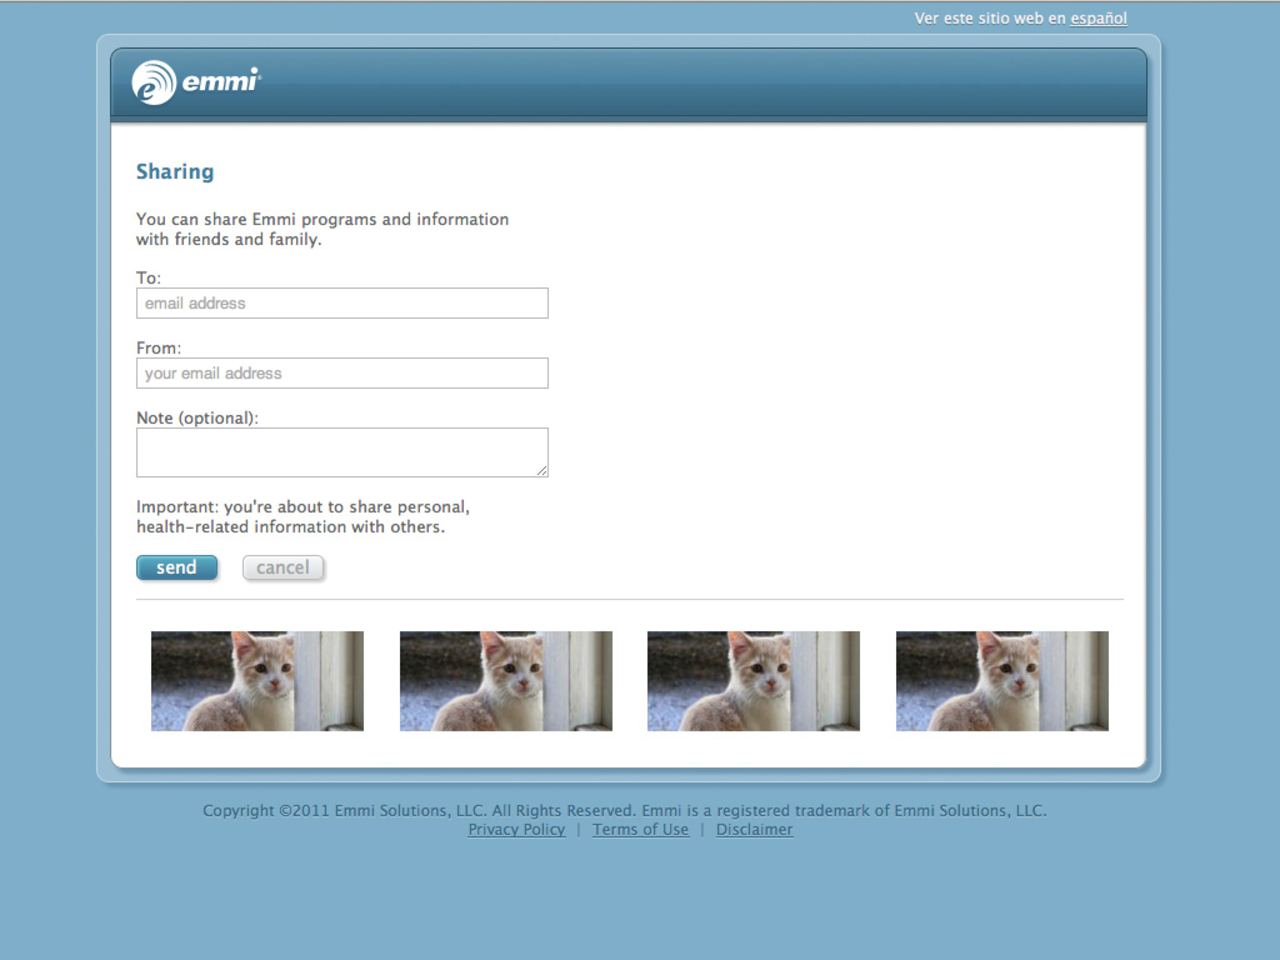 Ver este sitio web en español
emmi®
Sharing
You can share Emmi programs and information
with friends and family.
To:
email address
From:
your email address
Note (optional):
Important: you're about to share personal,
health-related information with others.
send cancel
Copyright ©2011 Emmi Solutions, LLC. All Rights Reserved. Emmi is a registered trademark of Emmi Solutions, LLC.
Privacy Policy | Terms of Use | Disclaimer